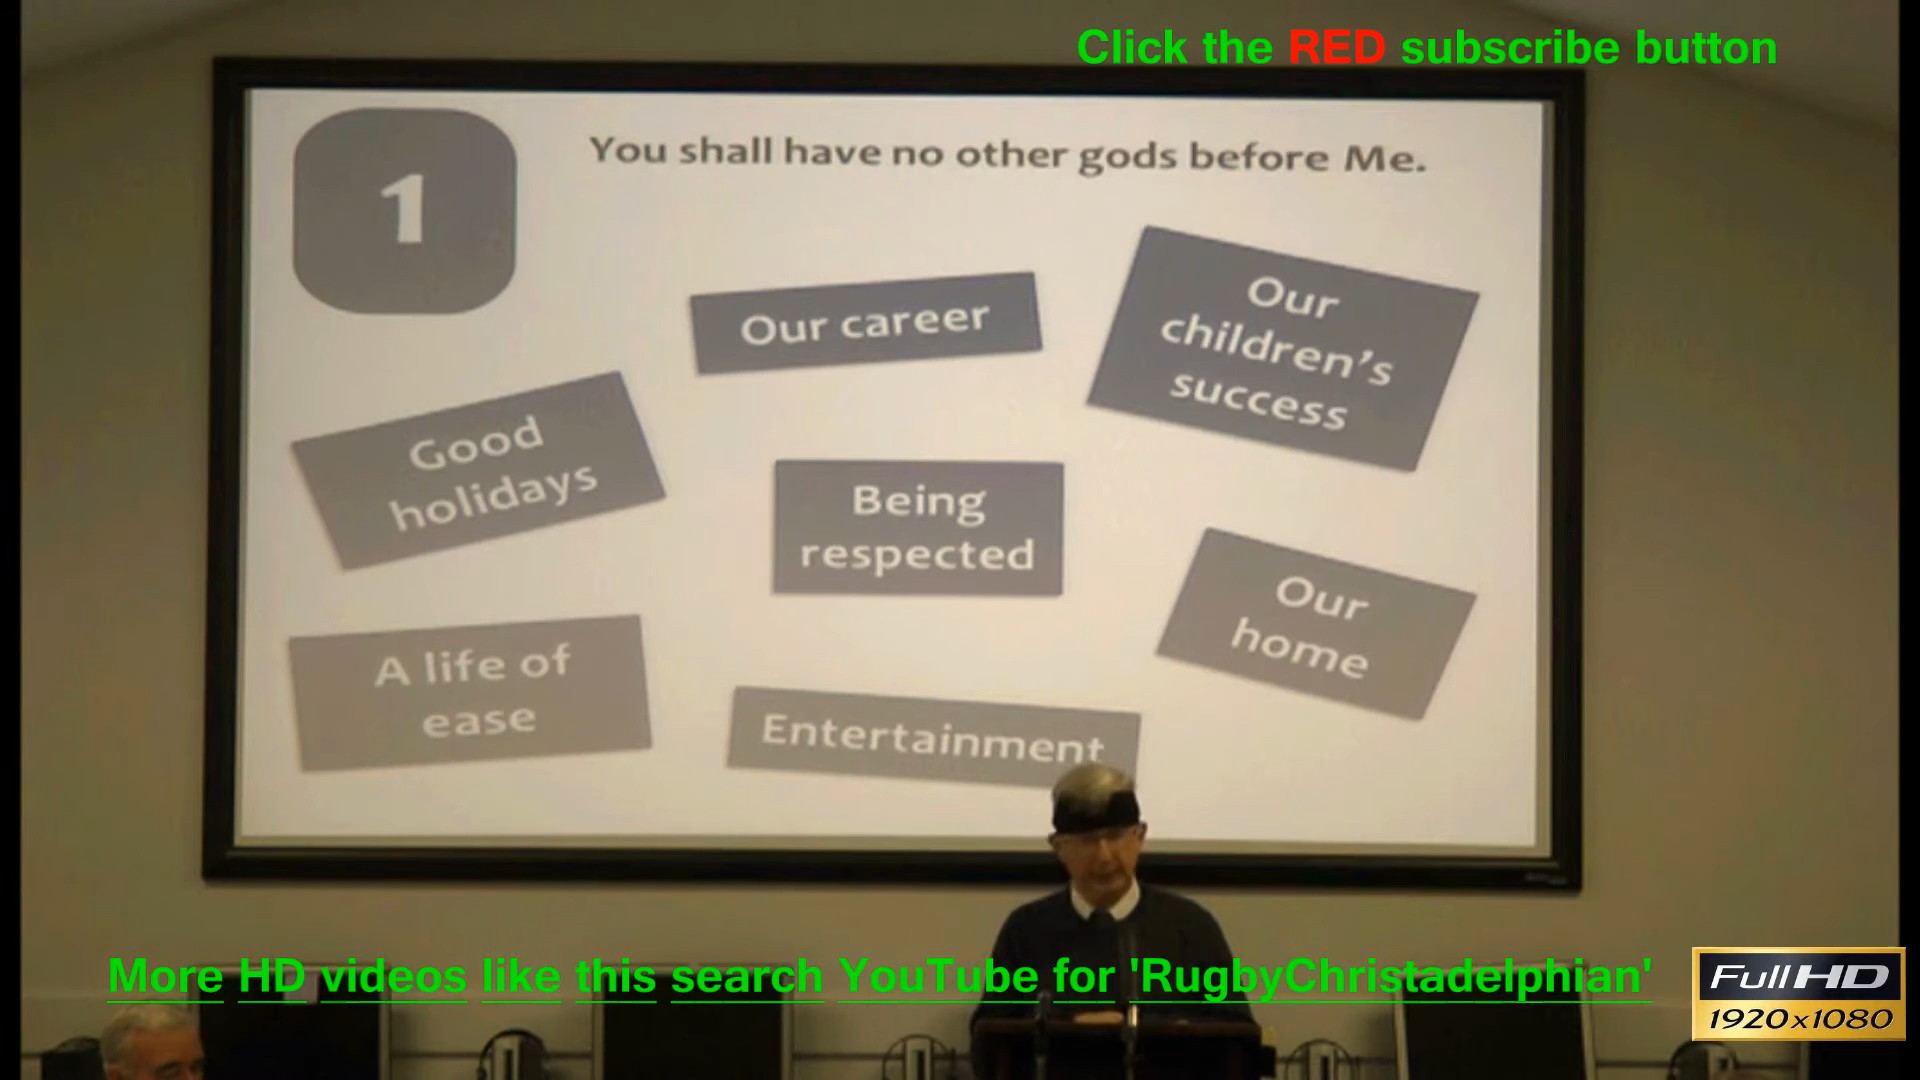 Click the RED subscribe button
1
You shall have no other gods before Me.
Our career
Our
children's
success
Good
holidays
Being
respected
Our
home
A life of
ease
Entertainment
More HD videos like this search YouTube for 'RugbyChristadelphian'
Full HD
1920x1080